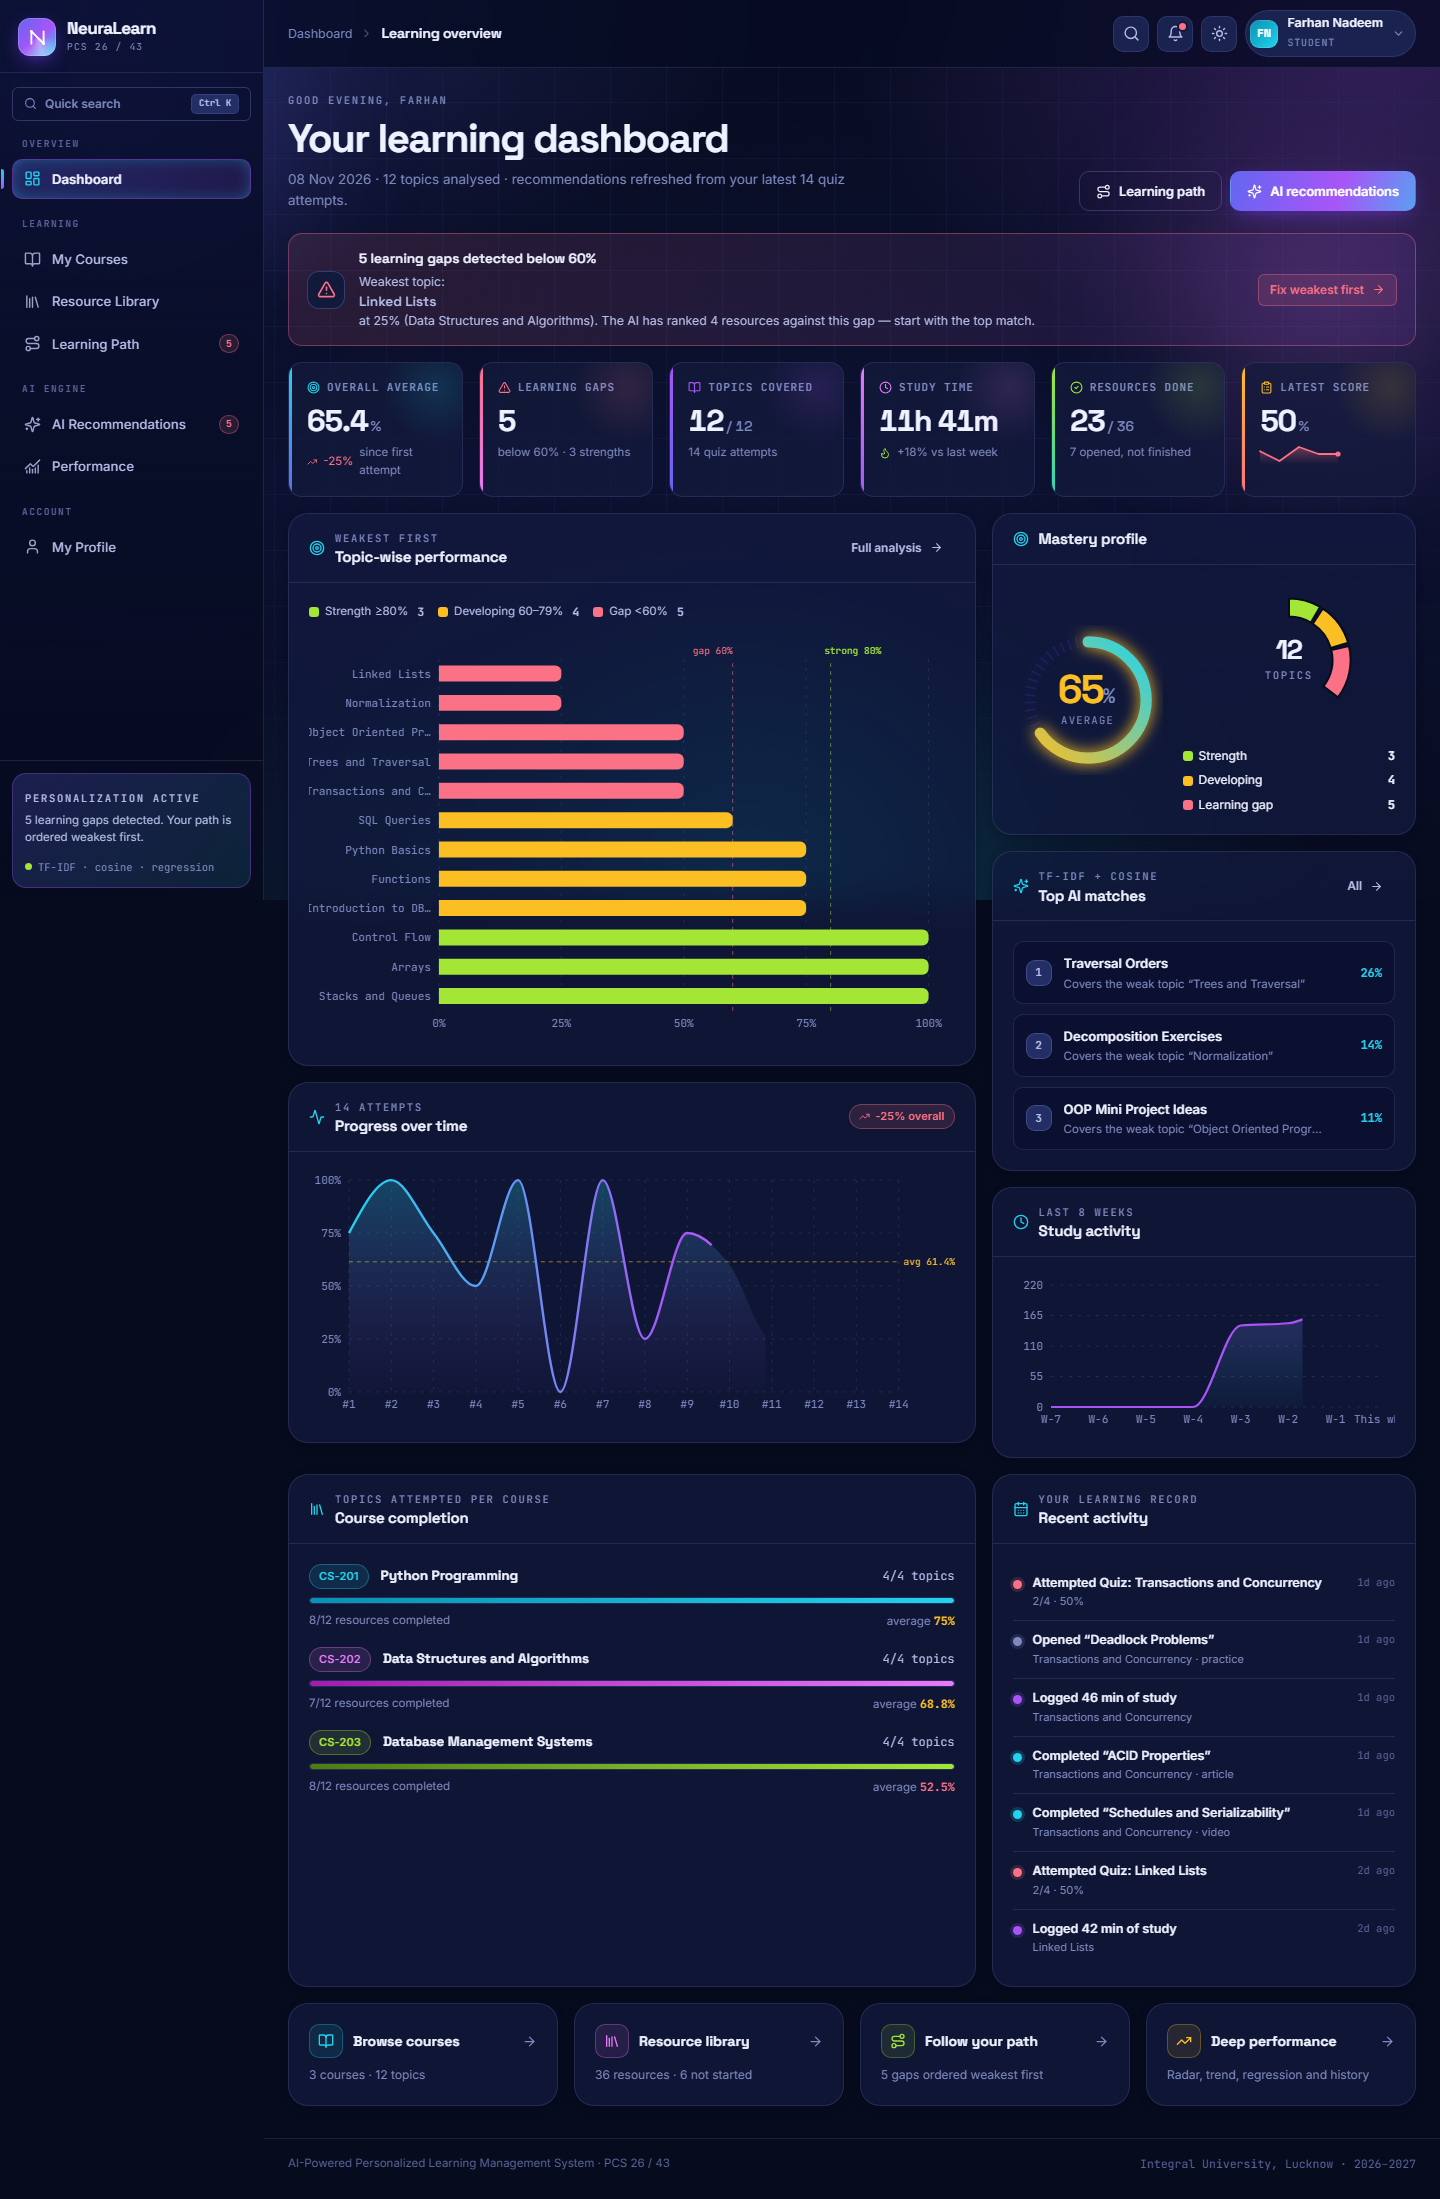 NeuraLearn
PCS 26 / 43
Quick search
Ctrl K
OVERVIEW
Dashboard
LEARNING
My Courses
Resource Library
Learning Path
5
AI ENGINE
AI Recommendations
5
Performance
ACCOUNT
My Profile
PERSONALIZATION ACTIVE
5 learning gaps detected. Your path is
ordered weakest first.
TF-IDF · cosine · regression
Dashboard
Learning overview
FN
Farhan Nadeem
STUDENT
GOOD EVENING, FARHAN
Your learning dashboard
08 Nov 2026 · 12 topics analysed · recommendations refreshed from your latest 14 quiz
attempts.
Learning path
AI recommendations
5 learning gaps detected below 60%
Weakest topic:
Linked Lists
at 25% (Data Structures and Algorithms). The AI has ranked 4 resources against this gap — start with the top match.
Fix weakest first
OVERALL AVERAGE
65.4%
-25% since first
attempt
LEARNING GAPS
5
below 60% · 3 strengths
TOPICS COVERED
12 / 12
14 quiz attempts
STUDY TIME
11h 41m
+18% vs last week
RESOURCES DONE
23 / 36
7 opened, not finished
LATEST SCORE
50%
WEAKEST FIRST
Topic-wise performance
Full analysis
Strength ≥80% 3
Developing 60–79% 4
Gap <60% 5
gap 60%
strong 80%
Linked Lists
Normalization
Object Oriented Pr…
Trees and Traversal
Transactions and C…
SQL Queries
Python Basics
Functions
Introduction to DB…
Control Flow
Arrays
Stacks and Queues
0% 25% 50% 75% 100%
Mastery profile
65%
AVERAGE
12
TOPICS
Strength 3
Developing 4
Learning gap 5
TF-IDF + COSINE
Top AI matches
All
1
Traversal Orders
Covers the weak topic “Trees and Traversal”
26%
2
Decomposition Exercises
Covers the weak topic “Normalization”
14%
3
OOP Mini Project Ideas
Covers the weak topic “Object Oriented Progr…
11%
14 ATTEMPTS
Progress over time
-25% overall
100%
75%
50%
25%
0%
avg 61.4%
#1 #2 #3 #4 #5 #6 #7 #8 #9 #10 #11 #12 #13 #14
LAST 8 WEEKS
Study activity
220
165
110
55
0
W-7 W-6 W-5 W-4 W-3 W-2 W-1 This
TOPICS ATTEMPTED PER COURSE
Course completion
CS-201 Python Programming 4/4 topics
8/12 resources completed average 75%
CS-202 Data Structures and Algorithms 4/4 topics
7/12 resources completed average 68.8%
CS-203 Database Management Systems 4/4 topics
8/12 resources completed average 52.5%
YOUR LEARNING RECORD
Recent activity
Attempted Quiz: Transactions and Concurrency 1d ago
2/4 · 50%
Opened “Deadlock Problems” 1d ago
Transactions and Concurrency · practice
Logged 46 min of study 1d ago
Transactions and Concurrency
Completed “ACID Properties” 1d ago
Transactions and Concurrency · article
Completed “Schedules and Serializability” 1d ago
Transactions and Concurrency · video
Attempted Quiz: Linked Lists 2d ago
2/4 · 50%
Logged 42 min of study 2d ago
Linked Lists
Browse courses
3 courses · 12 topics
Resource library
36 resources · 6 not started
Follow your path
5 gaps ordered weakest first
Deep performance
Radar, trend, regression and history
AI-Powered Personalized Learning Management System · PCS 26 / 43
Integral University, Lucknow · 2026-2027